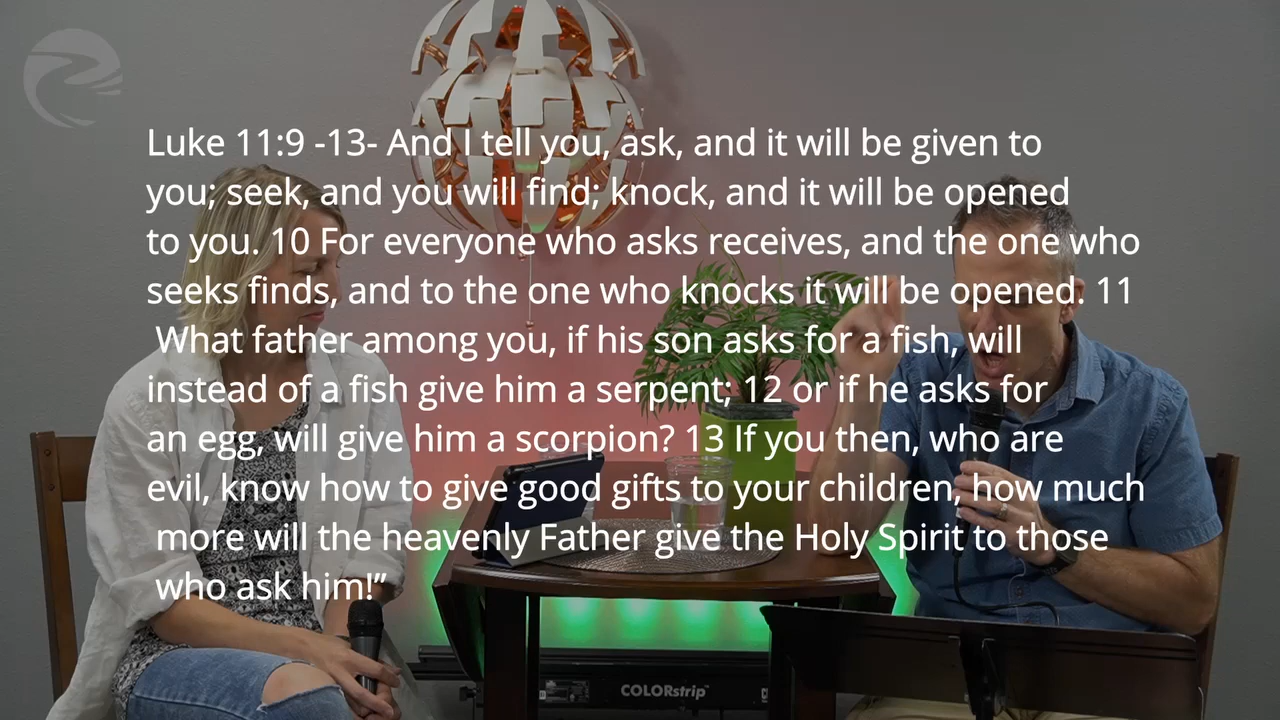 Luke 11:9 -13- And I tell you, ask, and it will be given to
you; seek, and you will find; knock, and it will be opened
to you. 10 For everyone who asks receives, and the one who
seeks finds, and to the one who knocks it will be opened. 11
What father among you, if his son asks for a fish, will
instead of a fish give him a serpent; 12 or if he asks for
an egg, will give him a scorpion? 13 If you then, who are
evil, know how to give good gifts to your children, how much
more will the heavenly Father give the Holy Spirit to those
who ask him!”
COLORstrip™